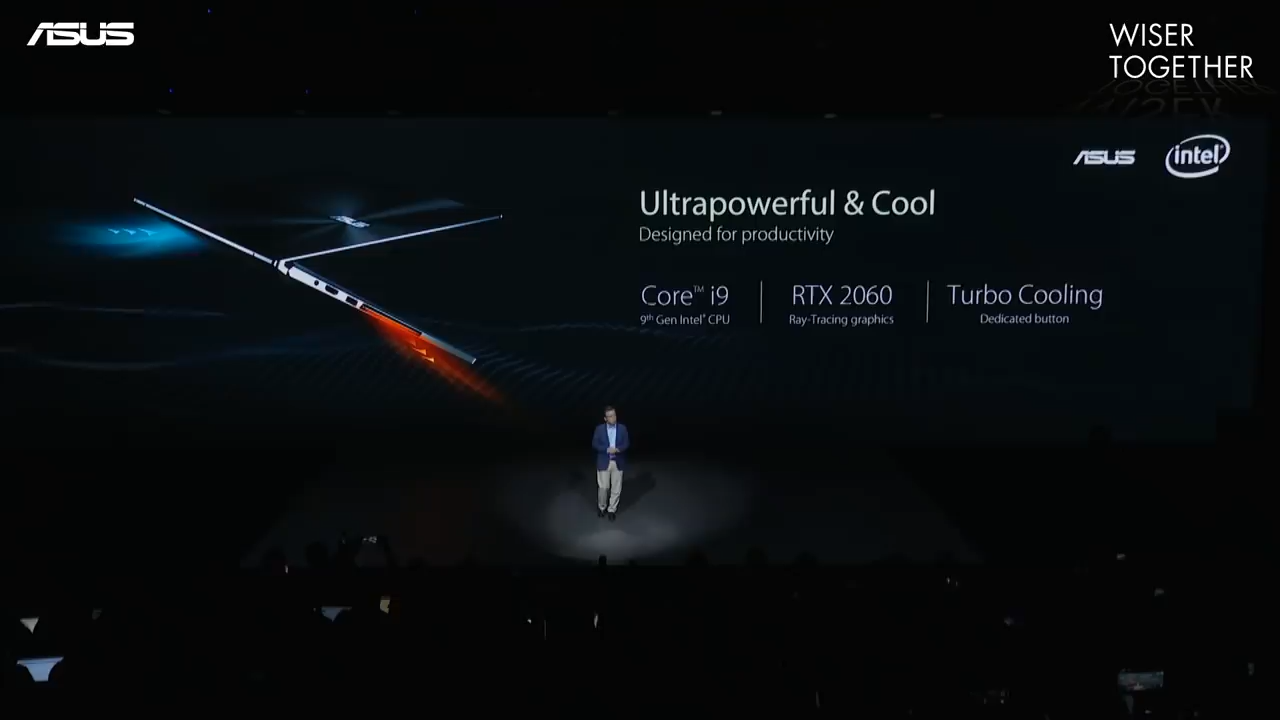 ASUS
WISER
TOGETHER
ASUS
intel
Ultrapowerful & Cool
Designed for productivity
Core™ i9
9th Gen Intel® CPU
RTX 2060
Ray-Tracing graphics
Turbo Cooling
Dedicated button
ASUS